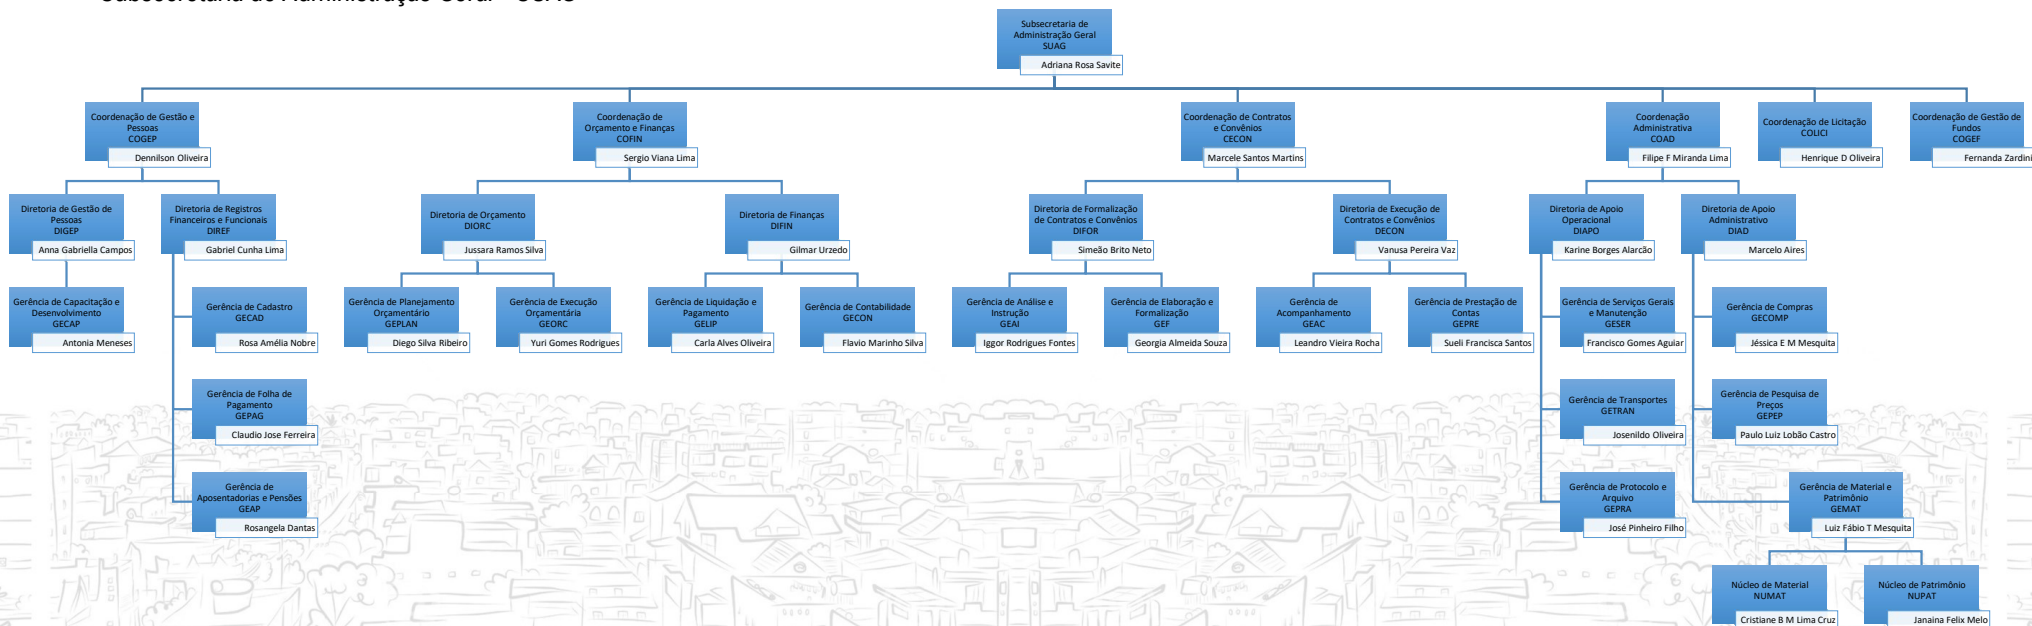 Subsecretaria de
Administração Geral
SUAG
Adriana Rosa Savite
Coordenação de Gestão e
Pessoas
COGEP
Dennilson Oliveira
Coordenação de
Orçamento e Finanças
COFIN
Sergio Viana Lima
Coordenação de Contratos
e Convênios
CECON
Marcele Santos Martins
Coordenação
Administrativa
COAD
Filipe F Miranda Lima
Coordenação de Licitação
COLICI
Henrique D Oliveira
Coordenação de Gestão de
Fundos
COGEF
Fernanda Zardini
Diretoria de Gestão de
Pessoas
DIGEP
Anna Gabriella Campos
Diretoria de Registros
Financeiros e Funcionais
DIREF
Gabriel Cunha Lima
Diretoria de Orçamento
DIORC
Jussara Ramos Silva
Diretoria de Finanças
DIFIN
Gilmar Urzedo
Diretoria de Formalização
de Contratos e Convênios
DIFOR
Simeão Brito Neto
Diretoria de Execução de
Contratos e Convênios
DECON
Vanusa Pereira Vaz
Diretoria de Apoio
Operacional
DIAPO
Karine Borges Alarcão
Diretoria de Apoio
Administrativo
DIAD
Marcelo Aires
Gerência de Capacitação e
Desenvolvimento
GECAP
Antonia Meneses
Gerência de Cadastro
GECAD
Rosa Amélia Nobre
Gerência de Planejamento
Orçamentário
GEPLAN
Diego Silva Ribeiro
Gerência de Execução
Orçamentária
GEORC
Yuri Gomes Rodrigues
Gerência de Liquidação e
Pagamento
GELIP
Carla Alves Oliveira
Gerência de Contabilidade
GECON
Flavio Marinho Silva
Gerência de Análise e
Instrução
GEAI
Iggor Rodrigues Fontes
Gerência de Elaboração e
Formalização
GEF
Georgia Almeida Souza
Gerência de
Acompanhamento
GEAC
Leandro Vieira Rocha
Gerência de Prestação de
Contas
GEPRE
Sueli Francisca Santos
Gerência de Serviços Gerais
e Manutenção
GESER
Francisco Gomes Aguiar
Gerência de Compras
GECOMP
Jéssica E M Mesquita
Gerência de Folha de
Pagamento
GEPAG
Claudio Jose Ferreira
Gerência de Transportes
GETRAN
Josenildo Oliveira
Gerência de Pesquisa de
Preços
GEPEP
Paulo Luiz Lobão Castro
Gerência de
Aposentadorias e Pensões
GEAP
Rosangela Dantas
Gerência de Protocolo e
Arquivo
GEPRA
José Pinheiro Filho
Gerência de Material e
Patrimônio
GEMAT
Luiz Fábio T Mesquita
Núcleo de Material
NUMAT
Cristiane B M Lima Cruz
Núcleo de Patrimônio
NUPAT
Janaina Felix Melo